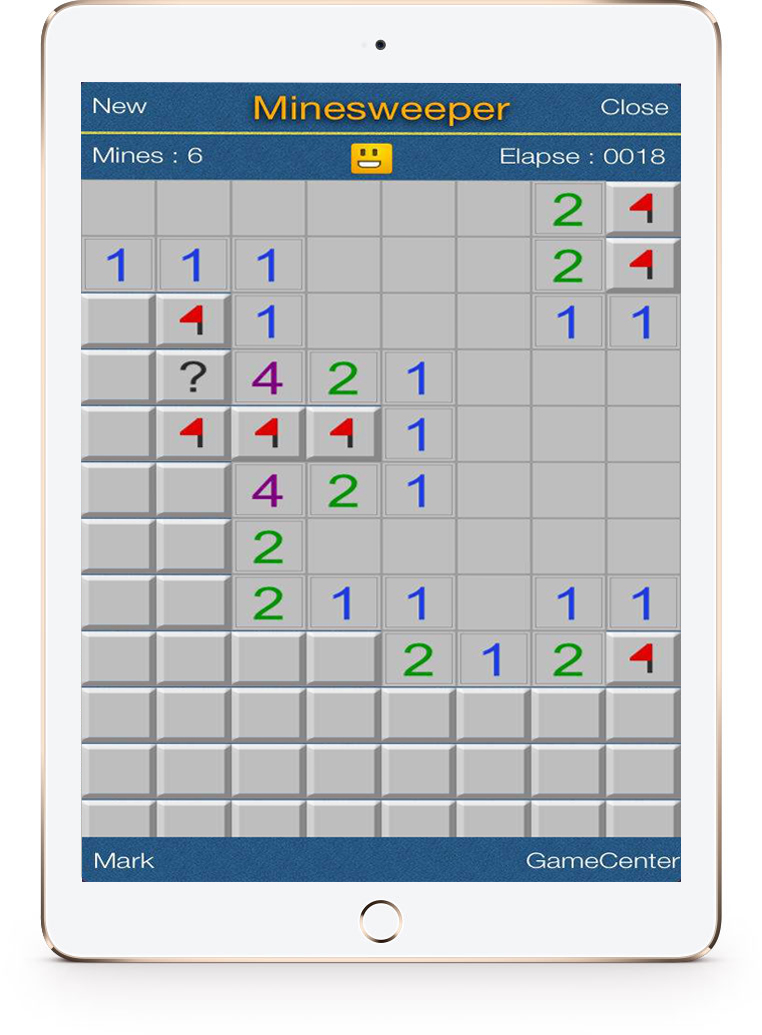 New Minesweeper Close
Mines : 6 Elapse : 0018
2
1 1 1 2
1 1 1
? 4 2 1
1
4 2 1
2
2 1 1 1 1
2 1 2
Mark GameCenter